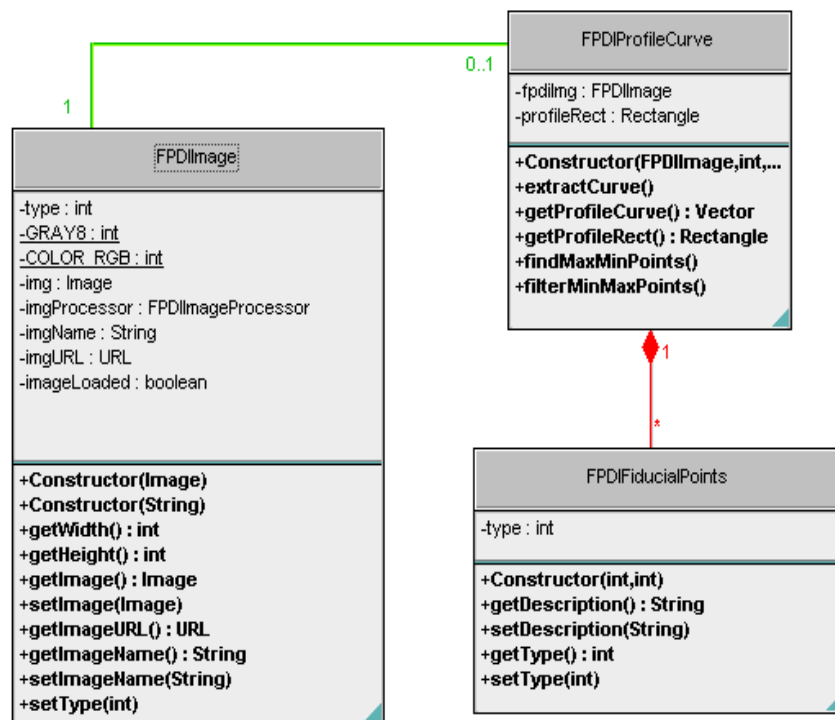 FPDIProfileCurve
0..1
1
-fpdiImg : FPDIImage
-profileRect : Rectangle
+Constructor(FPDIImage,int,...
+extractCurve()
+getProfileCurve() : Vector
+getProfileRect() : Rectangle
+findMaxMinPoints()
+filterMinMaxPoints()
FPDIImage
-type : int
-GRAY8 : int
-COLOR_RGB : int
-img : Image
-imgProcessor : FPDIImageProcessor
-imgName : String
-imgURL : URL
-imageLoaded : boolean
+Constructor(Image)
+Constructor(String)
+getWidth() : int
+getHeight() : int
+getImage() : Image
+setImage(Image)
+getImageURL() : URL
+getImageName() : String
+setImageName(String)
+setType(int)
1
*
FPDIFiducialPoints
-type : int
+Constructor(int,int)
+getDescription() : String
+setDescription(String)
+getType() : int
+setType(int)